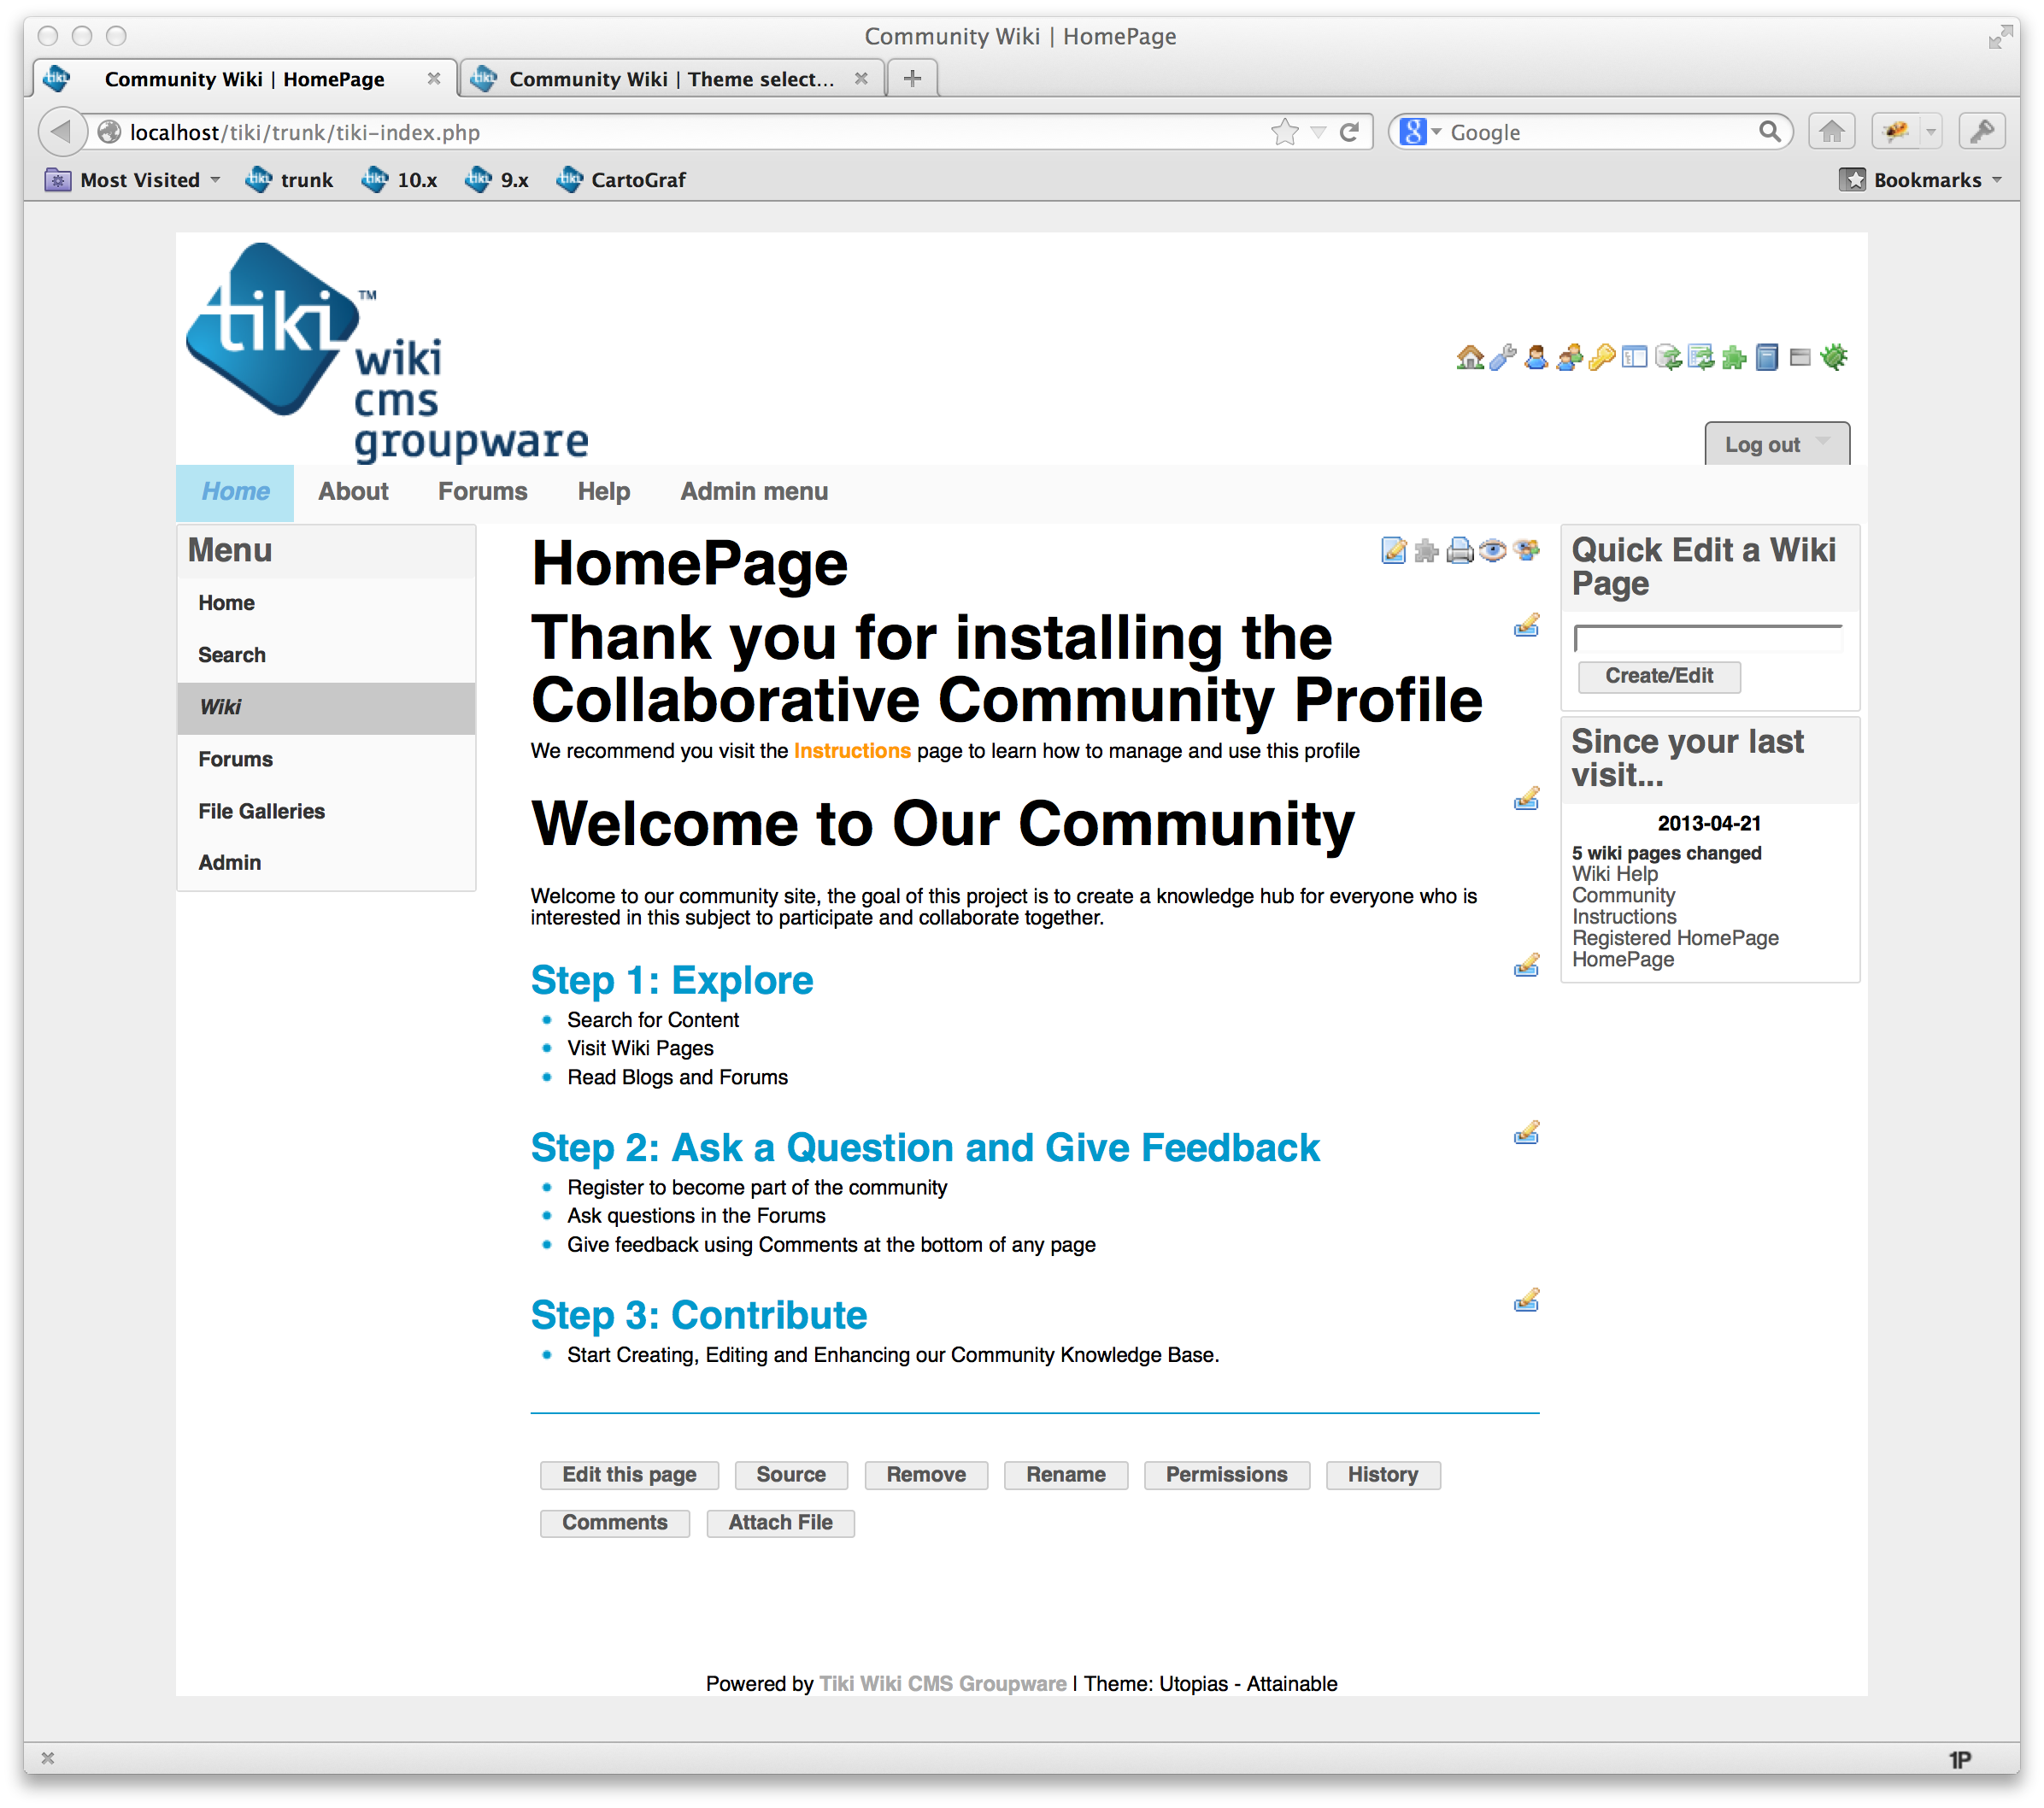 Community Wiki | HomePage
Community Wiki | HomePage
Community Wiki | Theme select...
localhost/tiki/trunk/tiki-index.php
Google
Most Visited
trunk
10.x
9.x
CartoGraf
Bookmarks
tiki™
wiki
cms
groupware
Log out
Home
About
Forums
Help
Admin menu
Menu
Home
Search
Wiki
Forums
File Galleries
Admin
HomePage
Thank you for installing the
Collaborative Community Profile
We recommend you visit the Instructions page to learn how to manage and use this profile
Welcome to Our Community
Welcome to our community site, the goal of this project is to create a knowledge hub for everyone who is
interested in this subject to participate and collaborate together.
Step 1: Explore
Search for Content
Visit Wiki Pages
Read Blogs and Forums
Step 2: Ask a Question and Give Feedback
Register to become part of the community
Ask questions in the Forums
Give feedback using Comments at the bottom of any page
Step 3: Contribute
Start Creating, Editing and Enhancing our Community Knowledge Base.
Edit this page
Source
Remove
Rename
Permissions
History
Comments
Attach File
Quick Edit a Wiki
Page
Create/Edit
Since your last
visit...
2013-04-21
5 wiki pages changed
Wiki Help
Community
Instructions
Registered HomePage
HomePage
Powered by Tiki Wiki CMS Groupware | Theme: Utopias - Attainable
1P